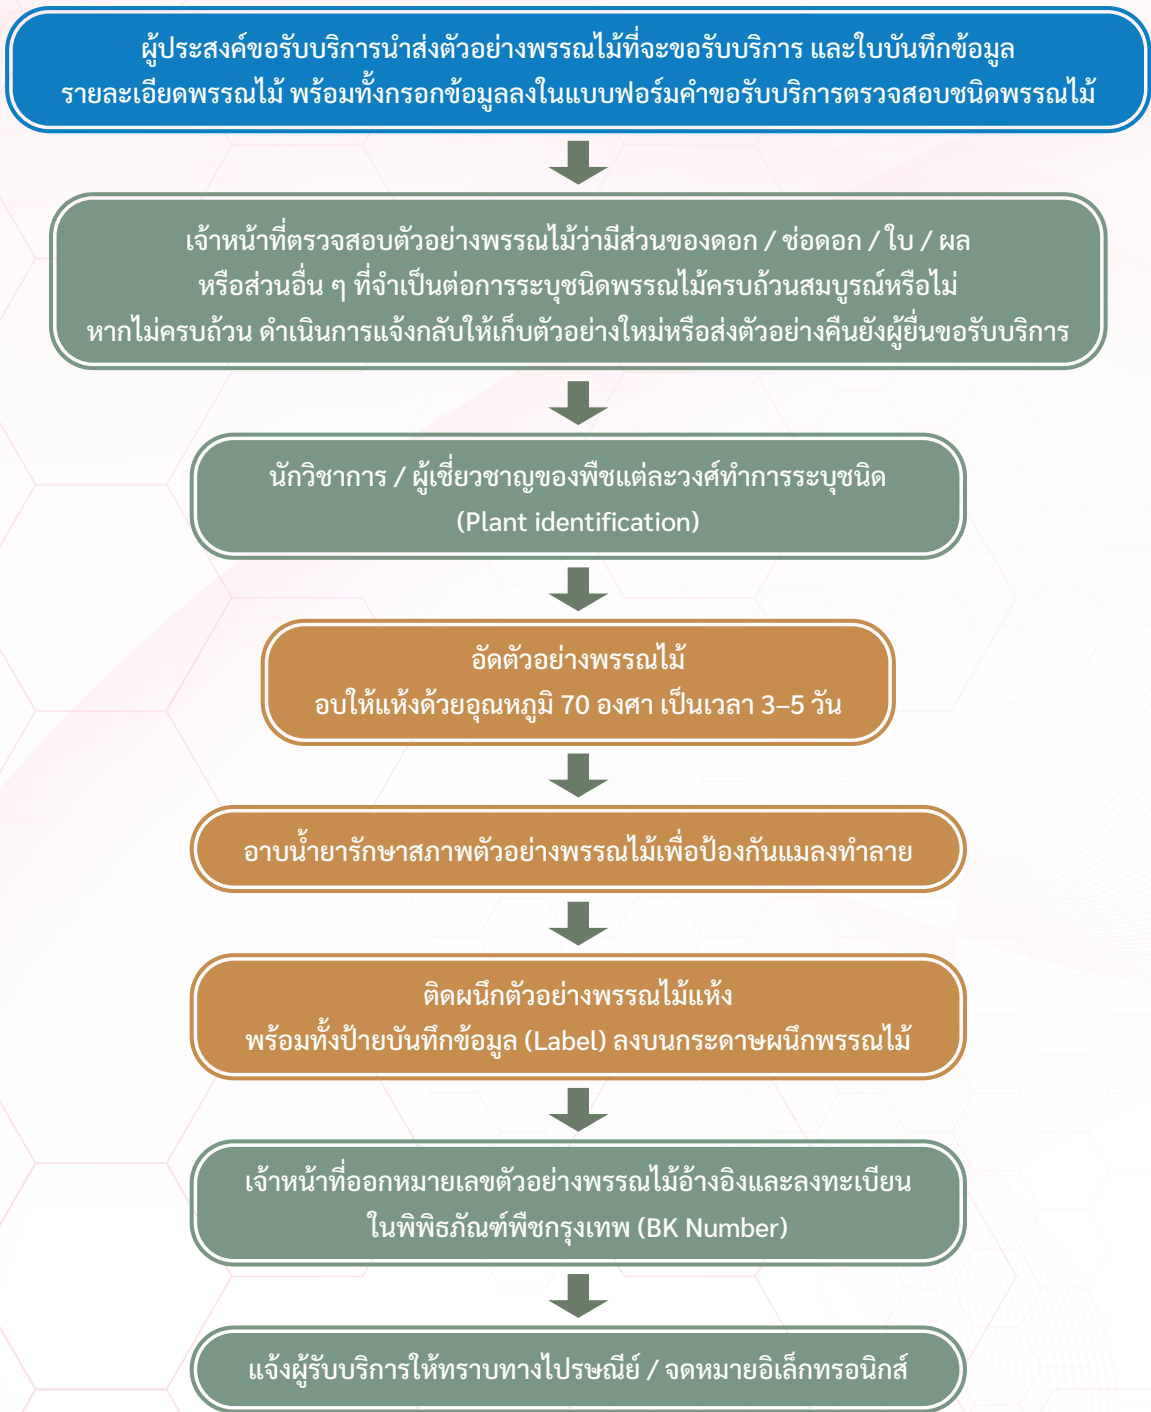 ผู้ประสงค์ขอรับบริการนำส่งตัวอย่างพรรณไม้ที่จะขอรับบริการ และใบบันทึกข้อมูล
รายละเอียดพรรณไม้ พร้อมทั้งกรอกข้อมูลลงในแบบฟอร์มคำขอรับบริการตรวจสอบชนิดพรรณไม้
เจ้าหน้าที่ตรวจสอบตัวอย่างพรรณไม้ว่ามีส่วนของดอก / ช่อดอก / ใบ / ผล
หรือส่วนอื่น ๆ ที่จำเป็นต่อการระบุชนิดพรรณไม้ครบถ้วนสมบูรณ์หรือไม่
หากไม่ครบถ้วน ดำเนินการแจ้งกลับให้เก็บตัวอย่างใหม่หรือส่งตัวอย่างคืนยังผู้ยื่นขอรับบริการ
นักวิชาการ / ผู้เชี่ยวชาญของพืชแต่ละวงศ์ทำการระบุชนิด
(Plant identification)
อัดตัวอย่างพรรณไม้
อบให้แห้งด้วยอุณหภูมิ 70 องศา เป็นเวลา 3–5 วัน
อาบน้ำยารักษาสภาพตัวอย่างพรรณไม้เพื่อป้องกันแมลงทำลาย
ติดผนึกตัวอย่างพรรณไม้แห้ง
พร้อมทั้งป้ายบันทึกข้อมูล (Label) ลงบนกระดาษผนึกพรรณไม้
เจ้าหน้าที่ออกหมายเลขตัวอย่างพรรณไม้อ้างอิงและลงทะเบียน
ในพิพิธภัณฑ์พืชกรุงเทพ (BK Number)
แจ้งผู้รับบริการให้ทราบทางไปรษณีย์ / จดหมายอิเล็กทรอนิกส์